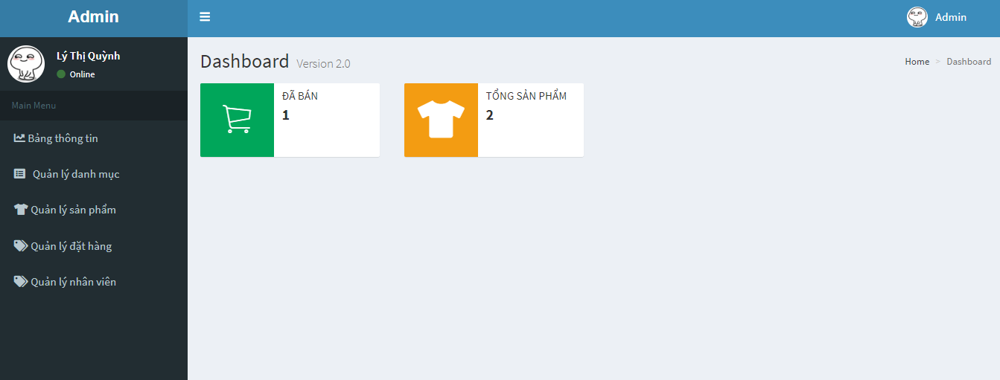 Admin
Admin
Lý Thị Quỳnh
Online
Main Menu
Bảng thông tin
Quản lý danh mục
Quản lý sản phẩm
Quản lý đặt hàng
Quản lý nhân viên
Dashboard Version 2.0
Home > Dashboard
ĐÃ BÁN
1
TỔNG SẢN PHẨM
2